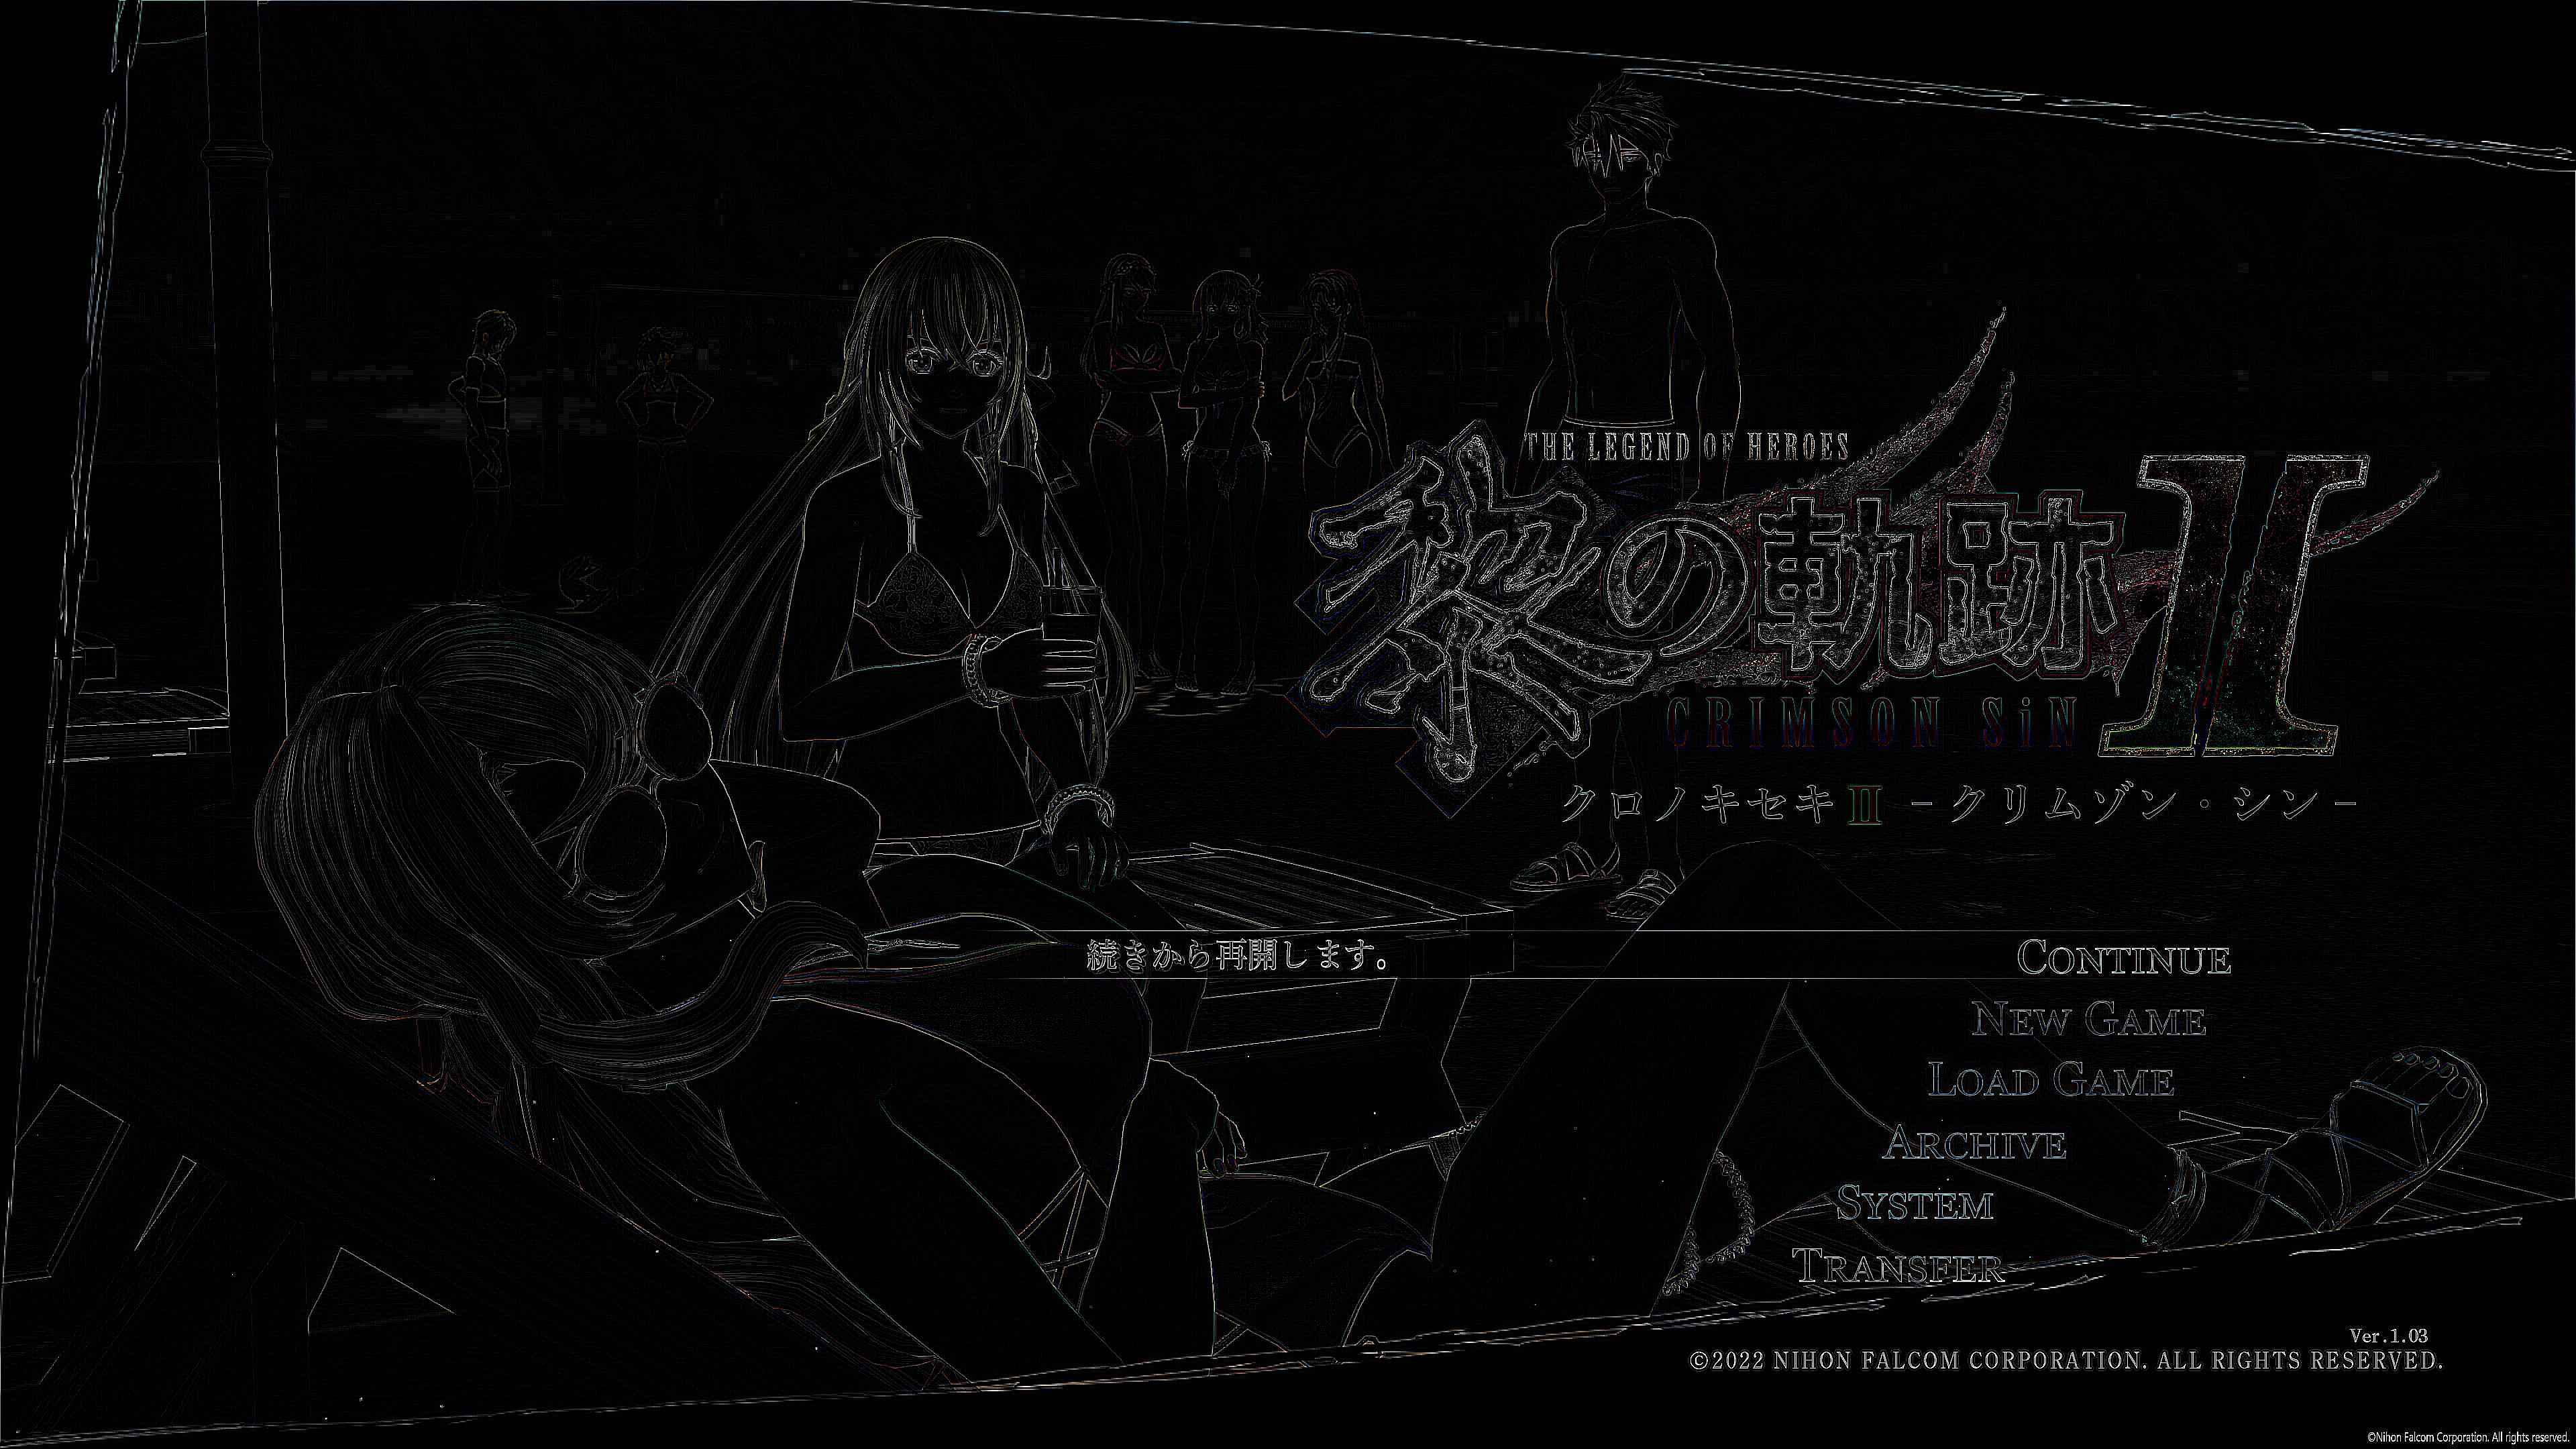 THE LEGEND OF HEROES
黎の軌跡II
CRIMSON SiN
クロノキセキII －クリムゾン・シン－
続きから再開します。
CONTINUE
NEW GAME
LOAD GAME
ARCHIVE
SYSTEM
TRANSFER
Ver.1.03
©2022 NIHON FALCOM CORPORATION. ALL RIGHTS RESERVED.
©Nihon Falcom Corporation. All rights reserved.